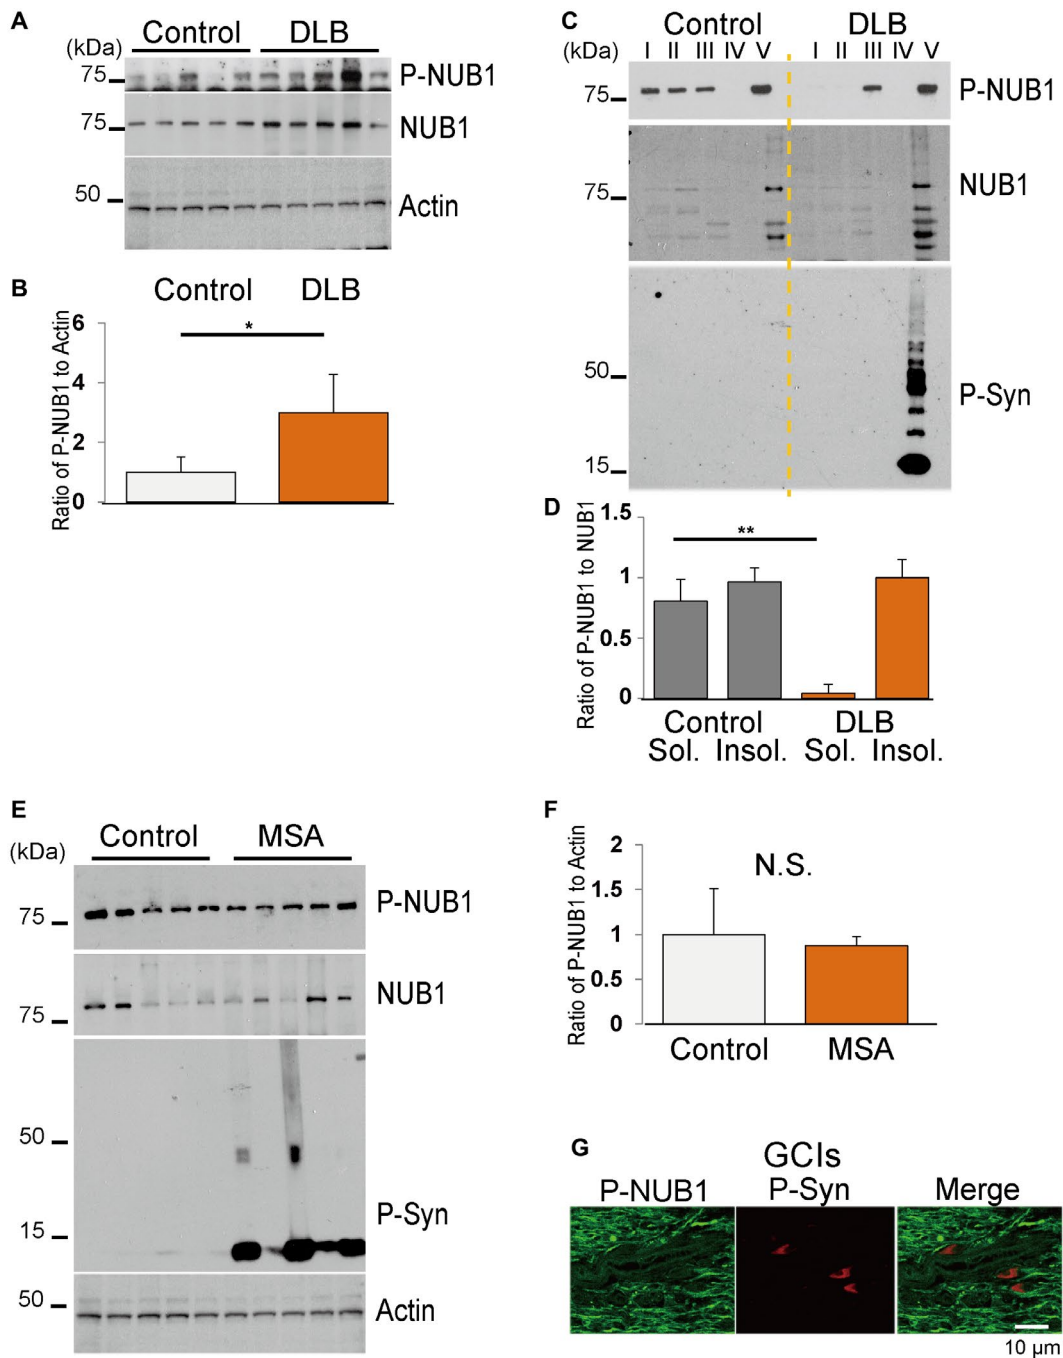 A
(kDa)
Control DLB
75
P-NUB1
75
NUB1
50
Actin
B
Control DLB
Ratio of P-NUB1 to Actin
6
4
2
0
*
C
Control DLB
(kDa)
I II III IV V I II III IV V
75
P-NUB1
75
NUB1
50
P-Syn
15
D
Ratio of P-NUB1 to NUB1
1.5
1
0.5
0
**
Control DLB
Sol. Insol. Sol. Insol.
E
(kDa)
Control MSA
75
P-NUB1
75
NUB1
50
P-Syn
15
50
Actin
F
Ratio of P-NUB1 to Actin
2
1.5
1
0.5
0
N.S.
Control MSA
G
GCIs
P-NUB1 P-Syn Merge
10 μm